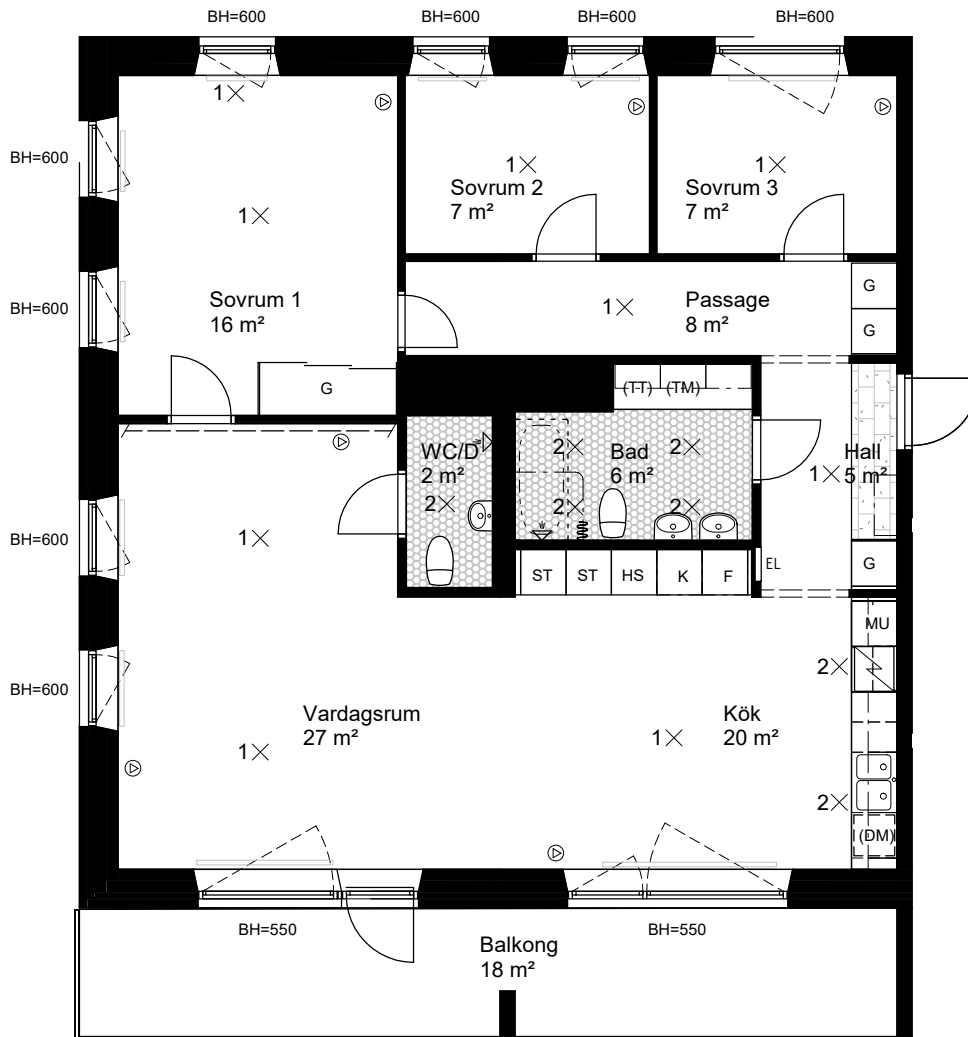 BH=600 BH=600 BH=600 BH=600
1 ×
BH=600
1 ×
Sovrum 2
7 m²
1 ×
Sovrum 3
7 m²
1 ×
G
BH=600
Sovrum 1
16 m²
1 ×
Passage
8 m²
G
G
(TT) (TM)
WC/D
2 m²
2 ×
2 × 2 ×
Bad
6 m²
2 × 2 ×
Hall
5 m²
1 ×
BH=600
1 ×
ST ST HS K F
EL
G
MU
2 ×
BH=600
Vardagsrum
27 m²
1 ×
1 ×
Kök
20 m²
2 ×
(DM)
BH=550 BH=550
Balkong
18 m²